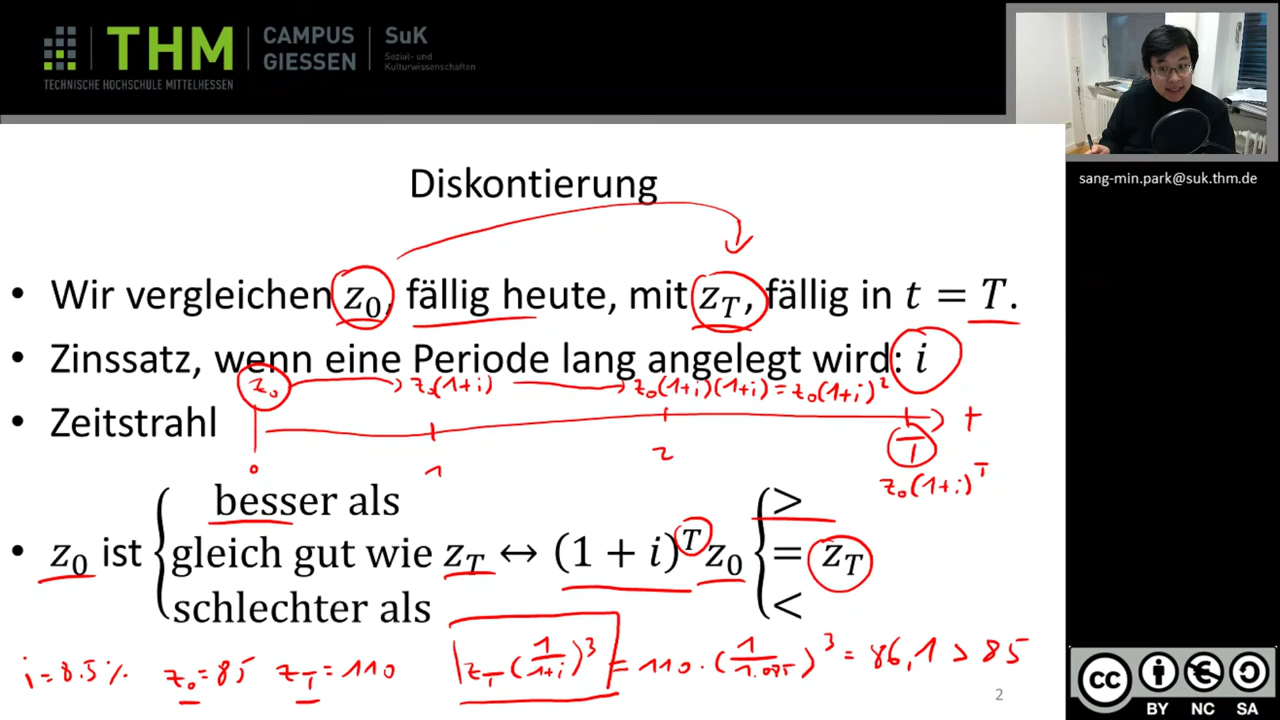 THM
CAMPUS GIESSEN
SuK
Sozial- und
Kulturwissenschaften
TECHNISCHE HOCHSCHULE MITTELHESSEN
sang-min.park@suk.thm.de
Diskontierung
• Wir vergleichen z₀, fällig heute, mit z_T, fällig in t = T.
• Zinssatz, wenn eine Periode lang angelegt wird: i
z₀ → z₀(1+i) → z₀(1+i)(1+i) = z₀(1+i)²
• Zeitstrahl
t
0 1 2 T
z₀(1+i)^T
besser als >
• z₀ ist gleich gut wie z_T ↔ (1 + i)^T z₀ = z_T
schlechter als <
i = 8.5% z₀ = 85 z_T = 110 z_T (1/(1+i))³ = 110 · (1/1.085)³ = 86,1 > 85
2
CC BY NC SA